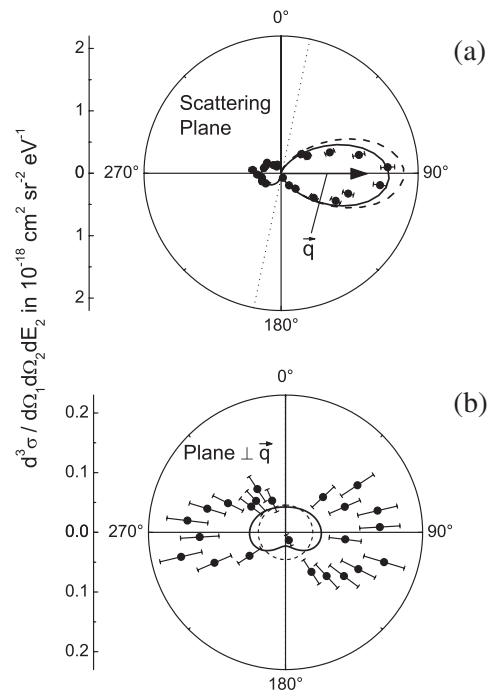 0°
(a)
2
Scattering
Plane
1
270°
0
90°
1
q
2
180°
d³σ / dΩ₁dΩ₂dE₂ in 10⁻¹⁸ cm² sr⁻² eV⁻¹
0°
(b)
0.2
Plane ⊥ q
0.1
270°
0.0
90°
0.1
0.2
180°